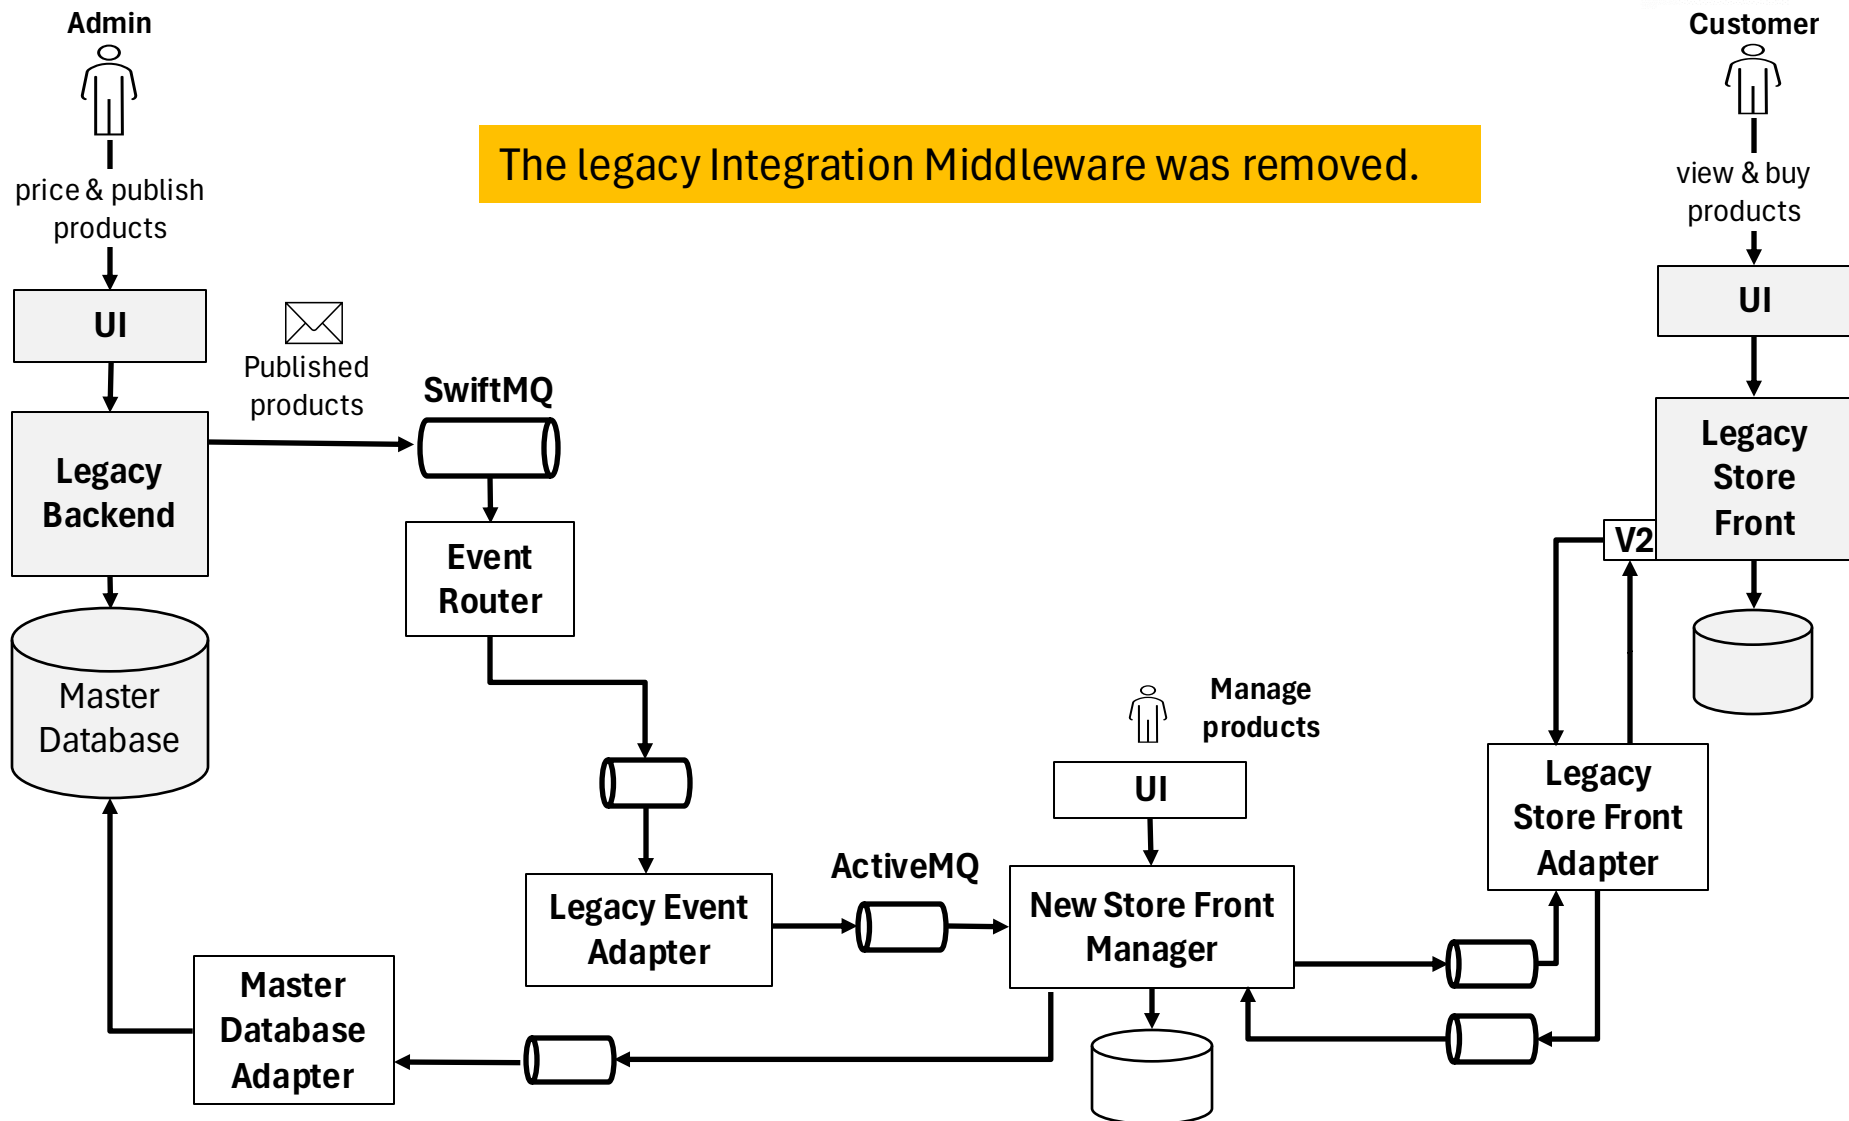 Admin
price & publish
products
UI
Legacy
Backend
Master
Database
Published
products
SwiftMQ
Event
Router
The legacy Integration Middleware was removed.
Customer
view & buy
products
UI
Legacy
Store
Front
V2
Manage
products
UI
Legacy
Store Front
Adapter
ActiveMQ
Legacy Event
Adapter
New Store Front
Manager
Master
Database
Adapter